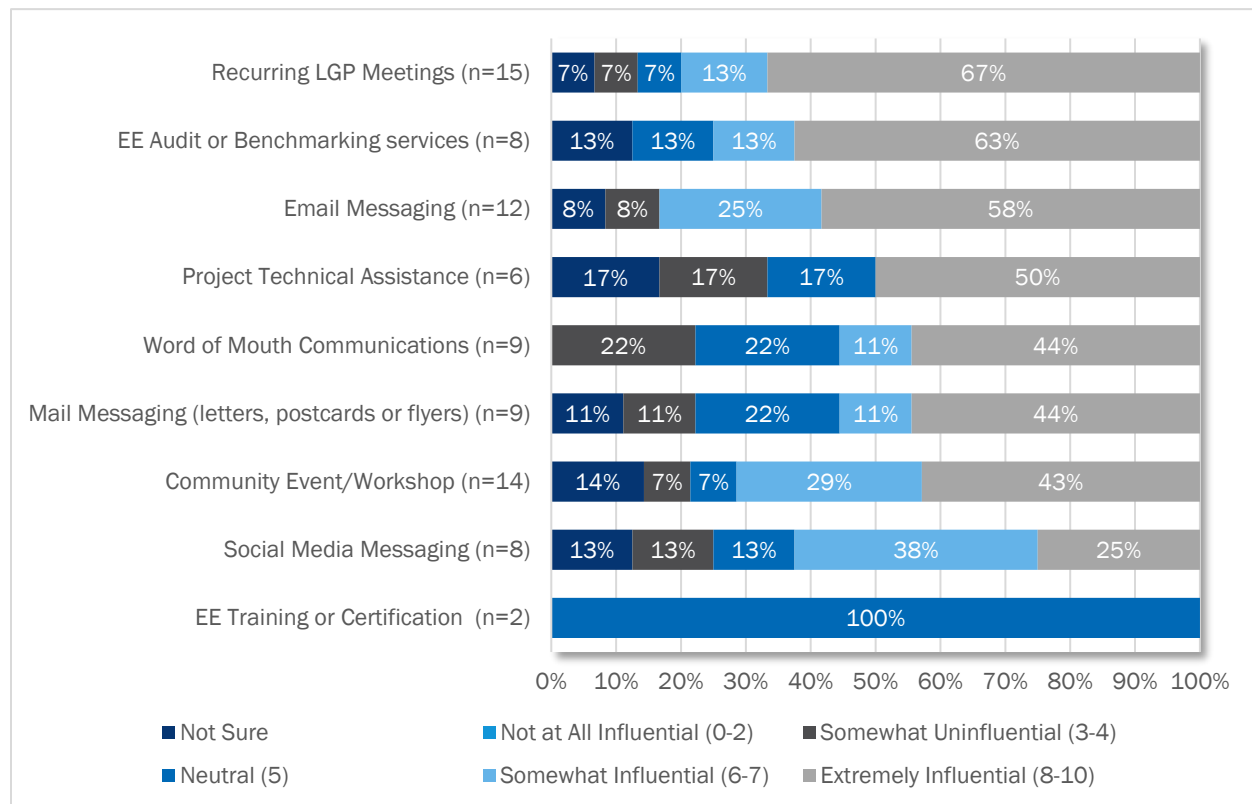 Recurring LGP Meetings (n=15) 7% 7% 7% 13% 67%
EE Audit or Benchmarking services (n=8) 13% 13% 13% 63%
Email Messaging (n=12) 8% 8% 25% 58%
Project Technical Assistance (n=6) 17% 17% 17% 50%
Word of Mouth Communications (n=9) 22% 22% 11% 44%
Mail Messaging (letters, postcards or flyers) (n=9) 11% 11% 22% 11% 44%
Community Event/Workshop (n=14) 14% 7% 7% 29% 43%
Social Media Messaging (n=8) 13% 13% 13% 38% 25%
EE Training or Certification (n=2) 100%
0% 10% 20% 30% 40% 50% 60% 70% 80% 90% 100%
Not Sure Not at All Influential (0-2) Somewhat Uninfluential (3-4)
Neutral (5) Somewhat Influential (6-7) Extremely Influential (8-10)